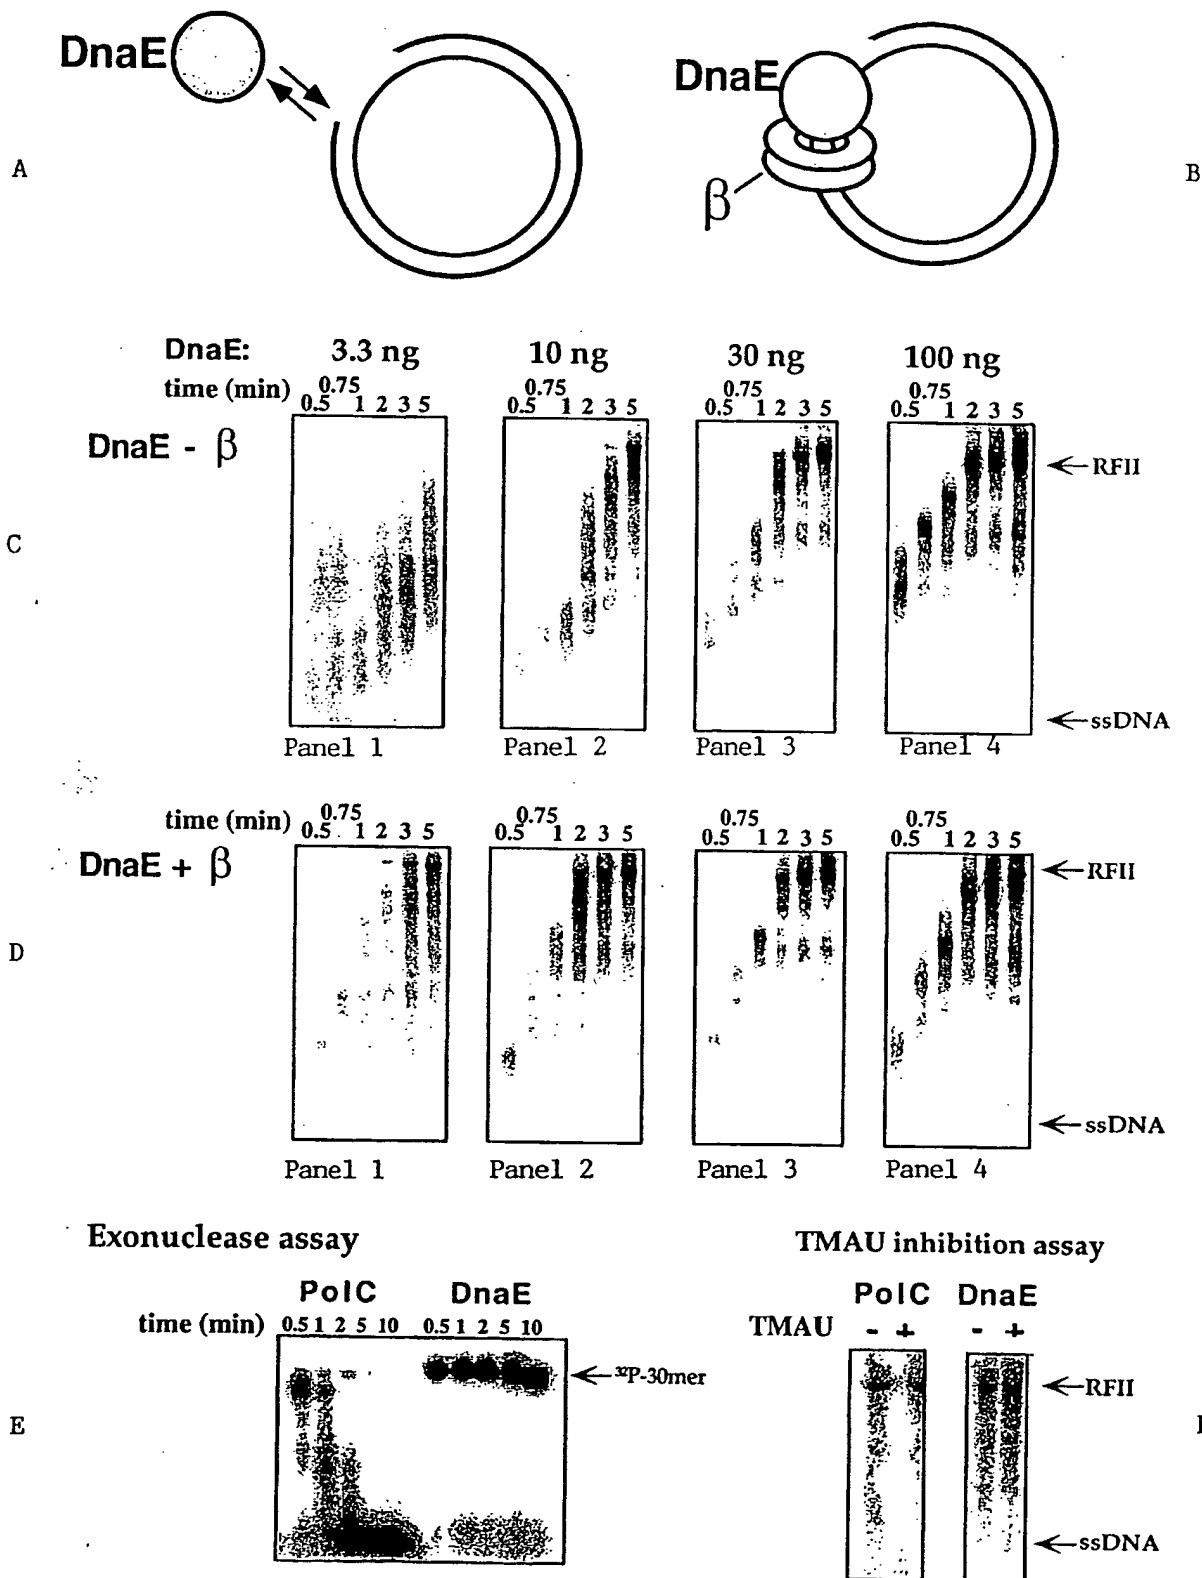 DnaE
DnaE
β
A
B
DnaE: 3.3 ng 10 ng 30 ng 100 ng
time (min) 0.5 0.75 1 2 3 5 0.5 0.75 1 2 3 5 0.5 0.75 1 2 3 5 0.5 0.75 1 2 3 5
DnaE - β
RFII
C
ssDNA
Panel 1 Panel 2 Panel 3 Panel 4
time (min) 0.5 0.75 1 2 3 5 0.5 0.75 1 2 3 5 0.5 0.75 1 2 3 5 0.5 0.75 1 2 3 5
DnaE + β
RFII
D
ssDNA
Panel 1 Panel 2 Panel 3 Panel 4
Exonuclease assay
PolC DnaE
time (min) 0.5 1 2 5 10 0.5 1 2 5 10
32P-30mer
E
TMAU inhibition assay
PolC DnaE
TMAU - + - +
RFII
ssDNA